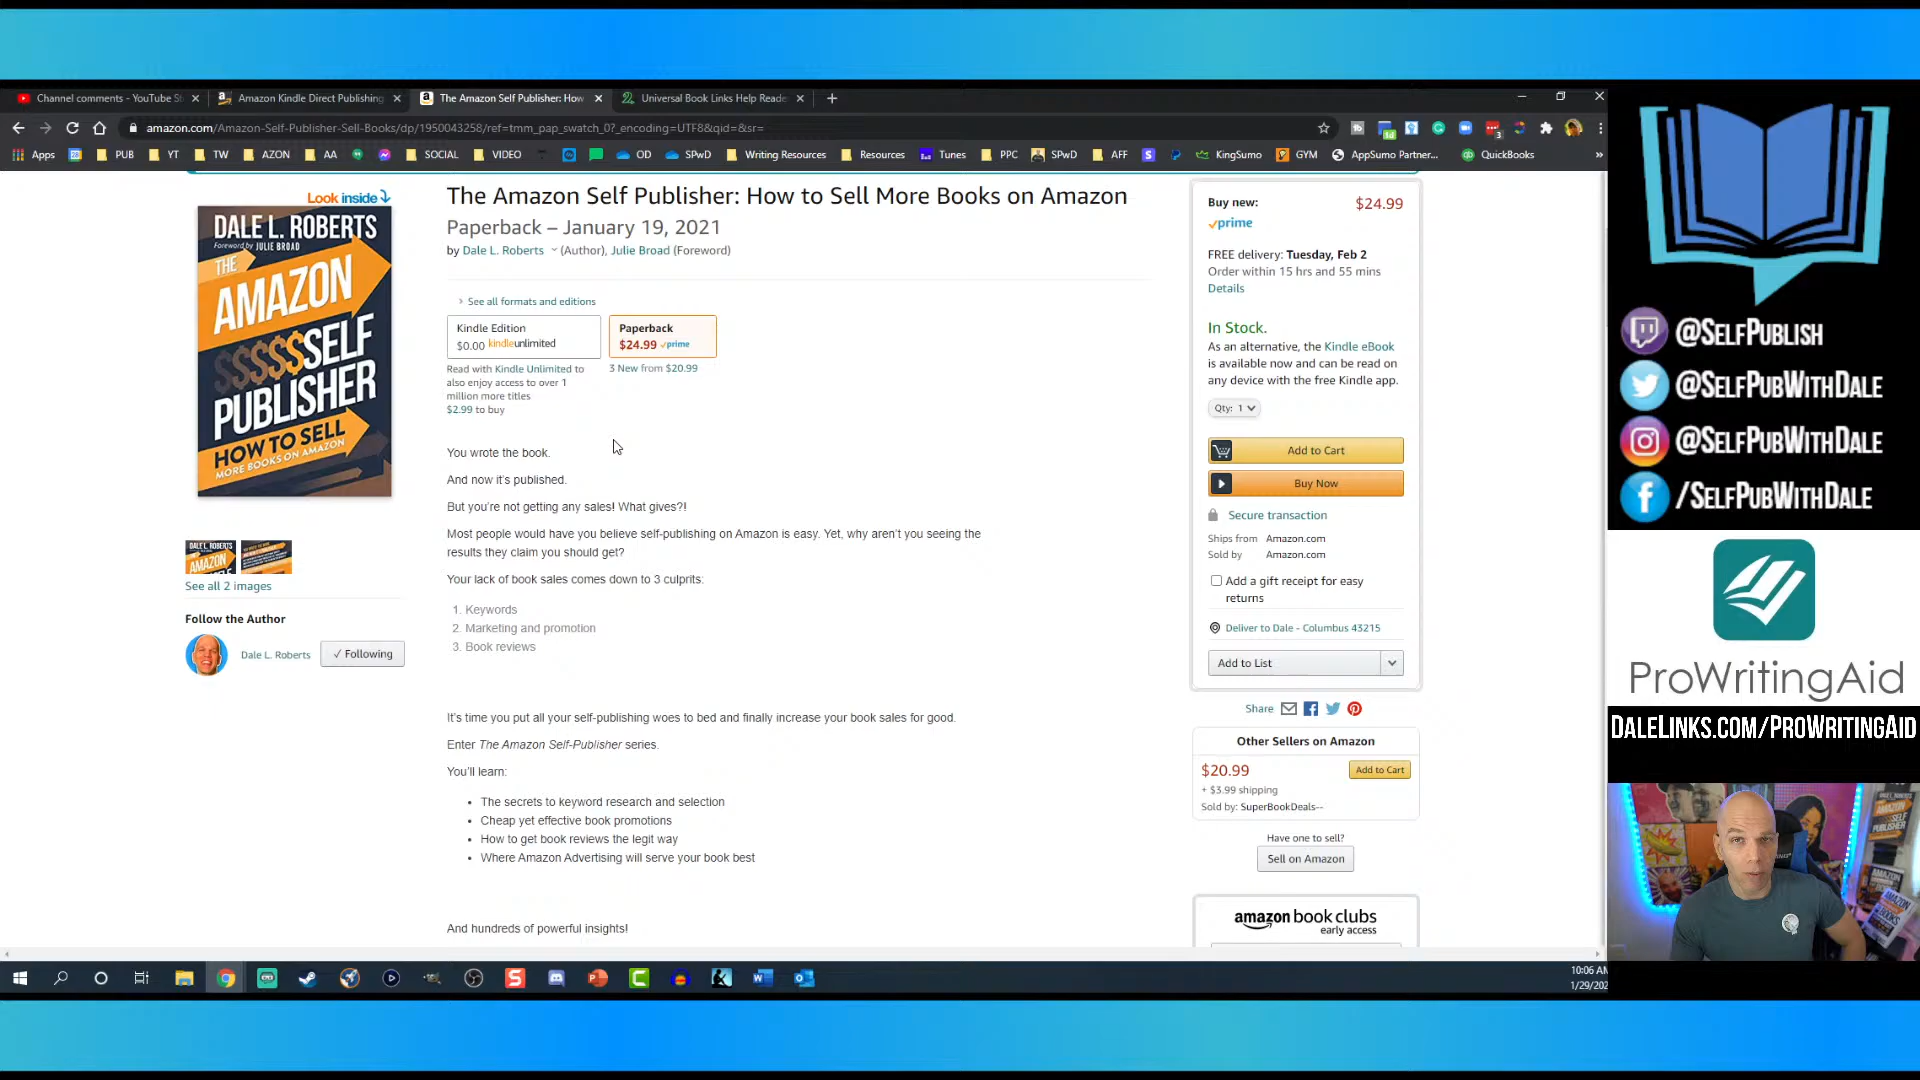 Channel comments - YouTube St
Amazon Kindle Direct Publishing
The Amazon Self Publisher: How
Universal Book Links Help Reade
amazon.com/Amazon-Self-Publisher-Sell-Books/dp/1950043258/ref=tmm_pap_swatch_0?_encoding=UTF8&qid=&sr=
Apps
PUB
YT
TW
AZON
AA
SOCIAL
VIDEO
OD
SPwD
Writing Resources
Resources
Tunes
PPC
SPwD
AFF
KingSumo
GYM
AppSumo Partner...
QuickBooks
Look inside
DALE L. ROBERTS
Foreword by JULIE BROAD
THE
AMAZON
$$$$SELF
PUBLISHER
HOW TO SELL
MORE BOOKS ON AMAZON
See all 2 images
Follow the Author
Dale L. Roberts
✓ Following
The Amazon Self Publisher: How to Sell More Books on Amazon
Paperback – January 19, 2021
by Dale L. Roberts (Author), Julie Broad (Foreword)
› See all formats and editions
Kindle Edition
$0.00 kindleunlimited
Read with Kindle Unlimited to
also enjoy access to over 1
million more titles
$2.99 to buy
Paperback
$24.99 ✓prime
3 New from $20.99
You wrote the book.
And now it's published.
But you're not getting any sales! What gives?!
Most people would have you believe self-publishing on Amazon is easy. Yet, why aren't you seeing the
results they claim you should get?
Your lack of book sales comes down to 3 culprits:
1. Keywords
2. Marketing and promotion
3. Book reviews
It's time you put all your self-publishing woes to bed and finally increase your book sales for good.
Enter The Amazon Self-Publisher series.
You'll learn:
• The secrets to keyword research and selection
• Cheap yet effective book promotions
• How to get book reviews the legit way
• Where Amazon Advertising will serve your book best
And hundreds of powerful insights!
Buy new: $24.99
✓prime
FREE delivery: Tuesday, Feb 2
Order within 15 hrs and 55 mins
Details
In Stock.
As an alternative, the Kindle eBook
is available now and can be read on
any device with the free Kindle app.
Qty: 1
Add to Cart
Buy Now
Secure transaction
Ships from Amazon.com
Sold by Amazon.com
Add a gift receipt for easy
returns
Deliver to Dale - Columbus 43215
Add to List
Share
Other Sellers on Amazon
$20.99
Add to Cart
+ $3.99 shipping
Sold by: SuperBookDeals--
Have one to sell?
Sell on Amazon
amazon book clubs
early access
@SELFPUBLISH
@SELFPUBWITHDALE
@SELFPUBWITHDALE
/SELFPUBWITHDALE
ProWritingAid
DALELINKS.COM/PROWRITINGAID
10:06 AM
1/29/202